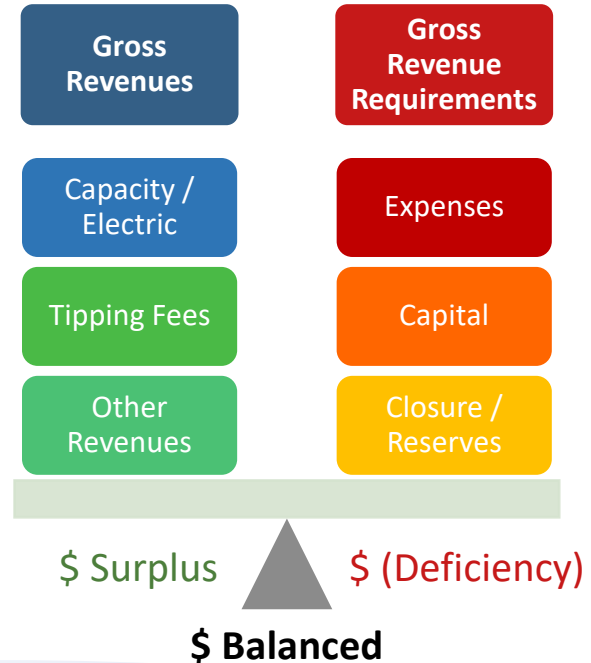 Gross
Revenues
Gross
Revenue
Requirements
Capacity /
Electric
Expenses
Tipping Fees
Capital
Other
Revenues
Closure /
Reserves
$ Surplus
$ (Deficiency)
$ Balanced